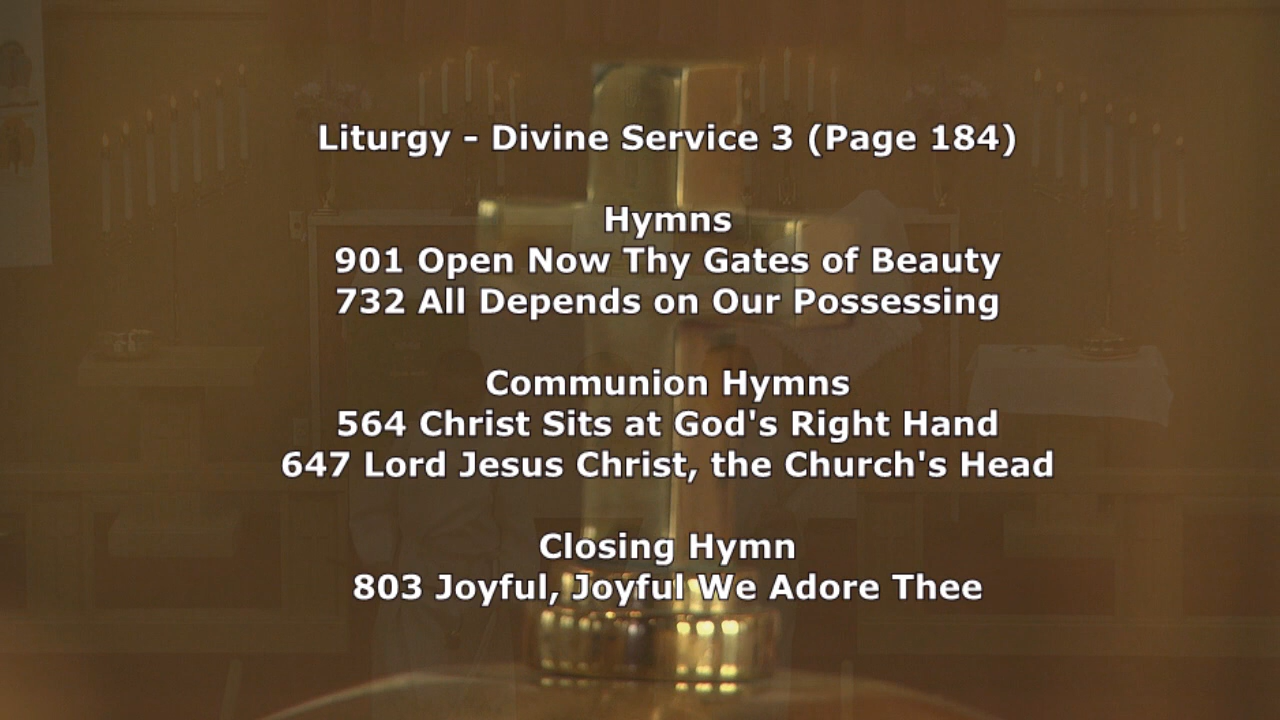 Liturgy - Divine Service 3 (Page 184)
Hymns
901 Open Now Thy Gates of Beauty
732 All Depends on Our Possessing
Communion Hymns
564 Christ Sits at God's Right Hand
647 Lord Jesus Christ, the Church's Head
Closing Hymn
803 Joyful, Joyful We Adore Thee